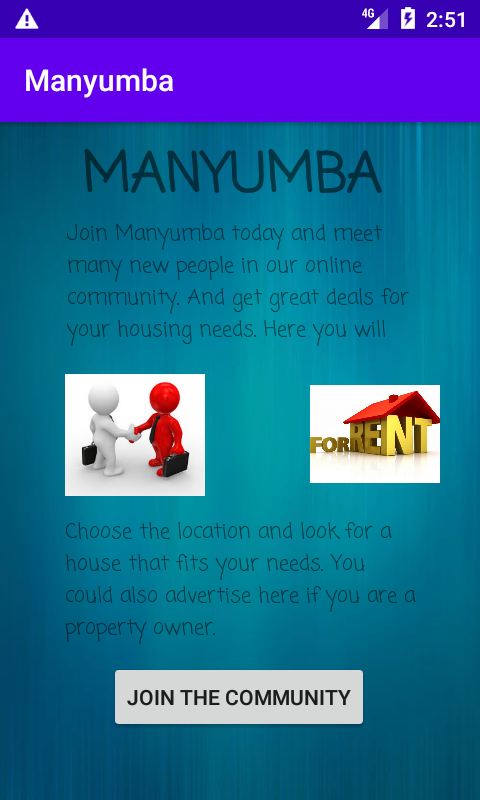 4G 2:51
Manyumba
MANYUMBA
Join Manyumba today and meet
many new people in our online
community. And get great deals for
your housing needs. Here you will
FOR RENT
Choose the location and look for a
house that fits your needs. You
could also advertise here if you are a
property owner.
JOIN THE COMMUNITY